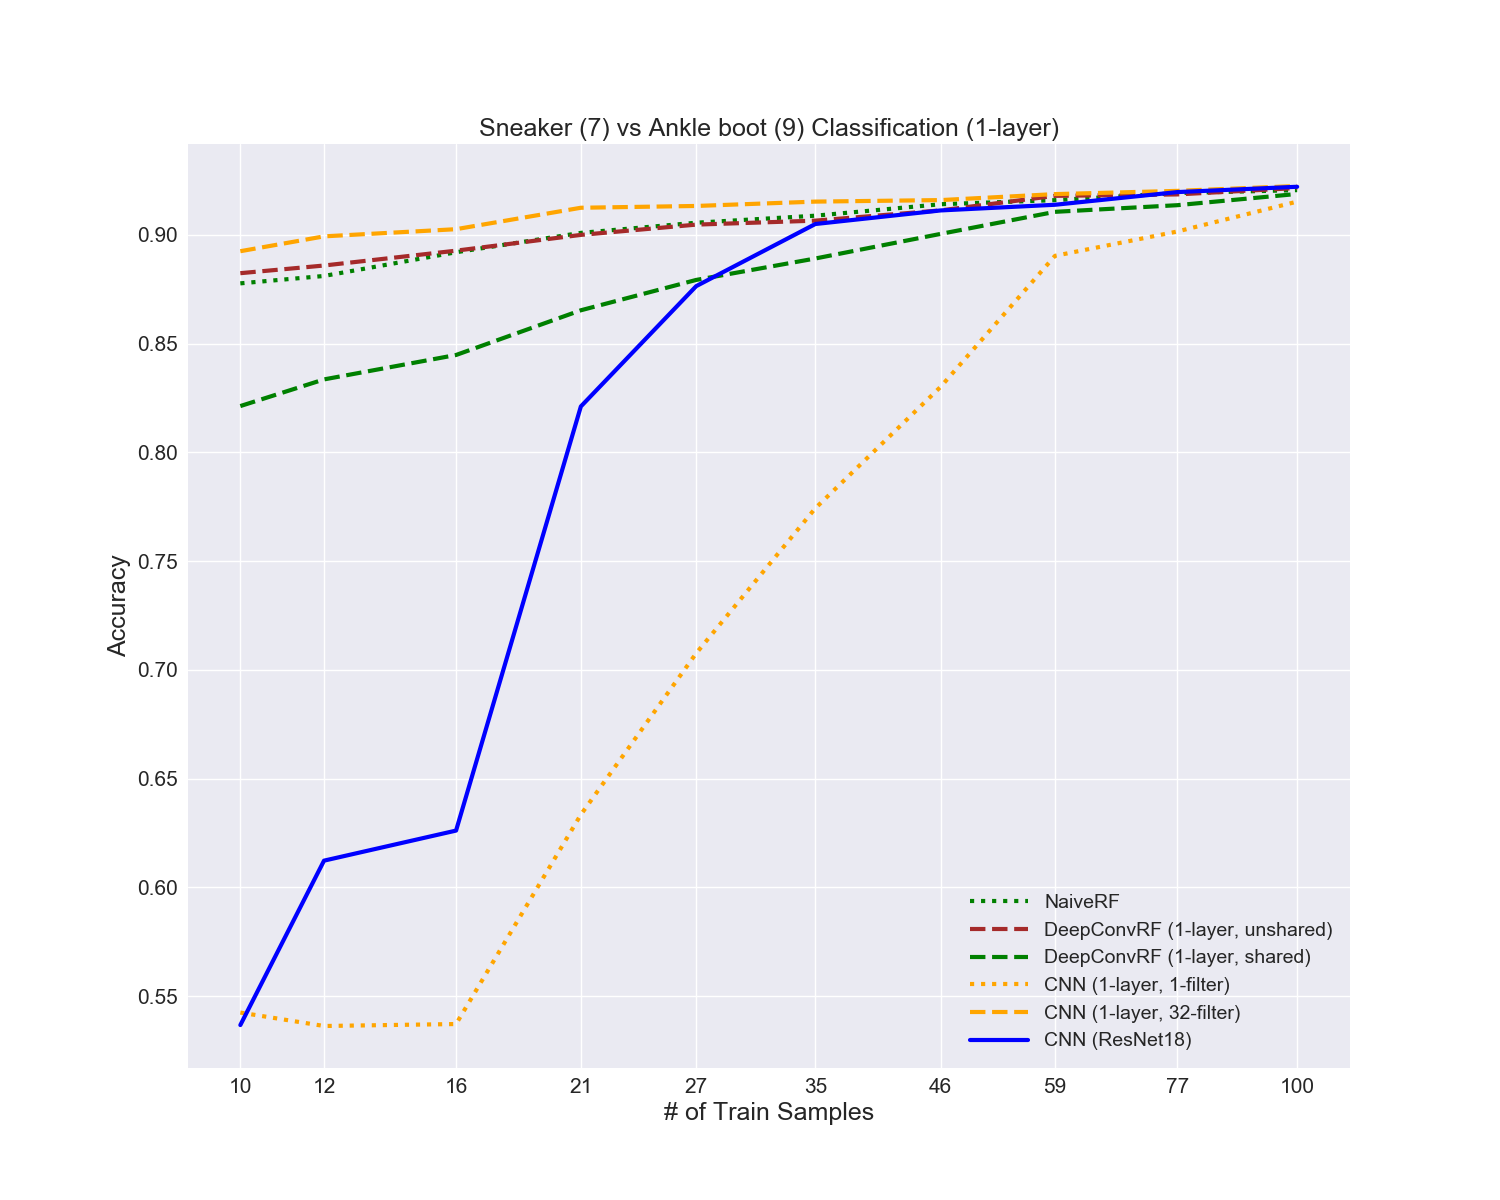 Sneaker (7) vs Ankle boot (9) Classification (1-layer)
0.90
0.85
0.80
0.75
0.70
0.65
0.60
0.55
Accuracy
NaiveRF
DeepConvRF (1-layer, unshared)
DeepConvRF (1-layer, shared)
CNN (1-layer, 1-filter)
CNN (1-layer, 32-filter)
CNN (ResNet18)
10 12 16 21 27 35 46 59 77 100
# of Train Samples